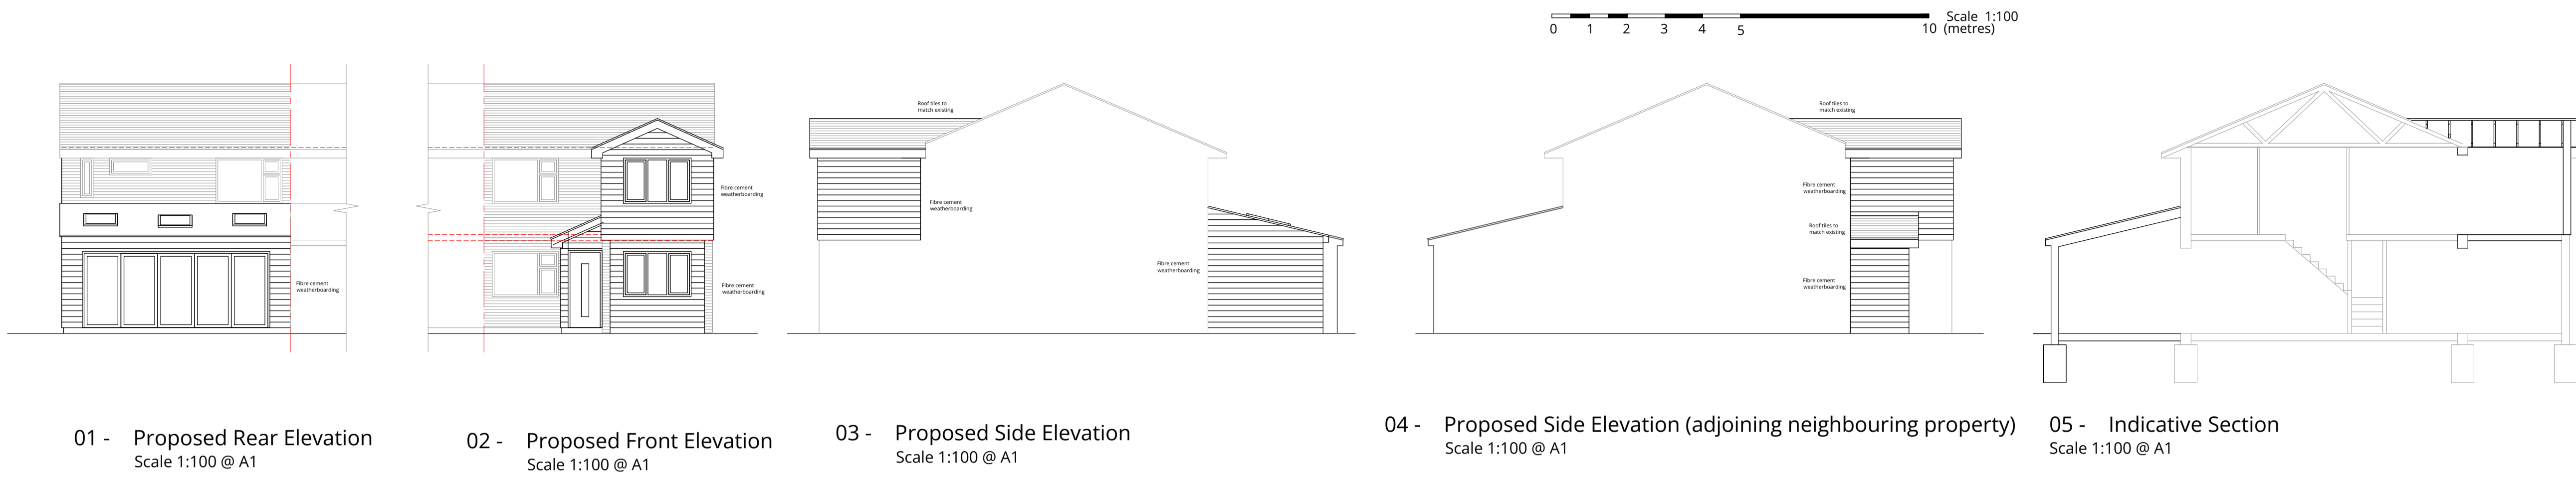 Scale 1:100
0 1 2 3 4 5 10 (metres)
Roof tiles to
match existing
Roof tiles to
match existing
Fibre cement
weatherboarding
Fibre cement
weatherboarding
Fibre cement
weatherboarding
Fibre cement
weatherboarding
Roof tiles to
match existing
Fibre cement
weatherboarding
Fibre cement
weatherboarding
Fibre cement
weatherboarding
Fibre cement
weatherboarding
01 - Proposed Rear Elevation
Scale 1:100 @ A1
02 - Proposed Front Elevation
Scale 1:100 @ A1
03 - Proposed Side Elevation
Scale 1:100 @ A1
04 - Proposed Side Elevation (adjoining neighbouring property)
Scale 1:100 @ A1
05 - Indicative Section
Scale 1:100 @ A1